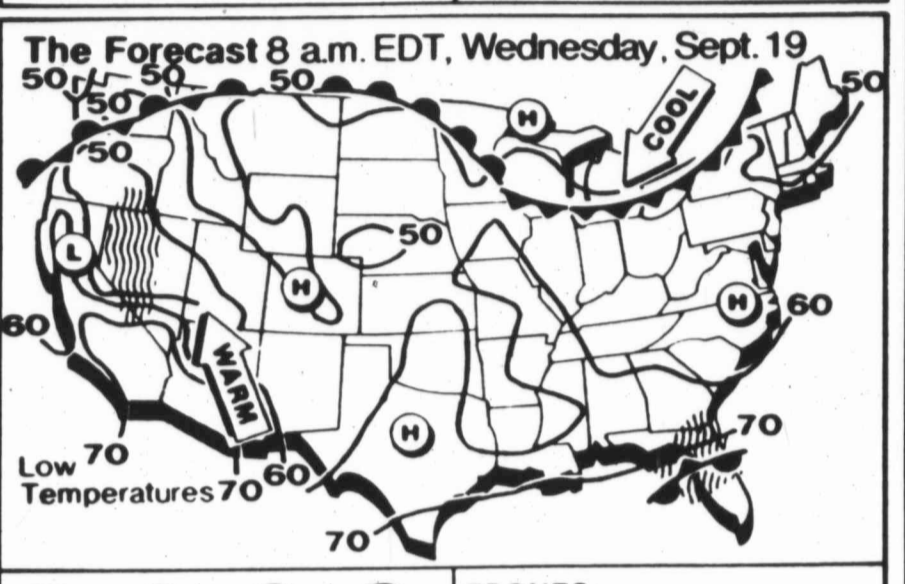 The Forecast 8 a.m. EDT, Wednesday, Sept. 19
50 50 50 50
50
50
H
COOL
50
L
H
H
60
60
WARM
H
70
70
Low
Temperatures 70 60
70